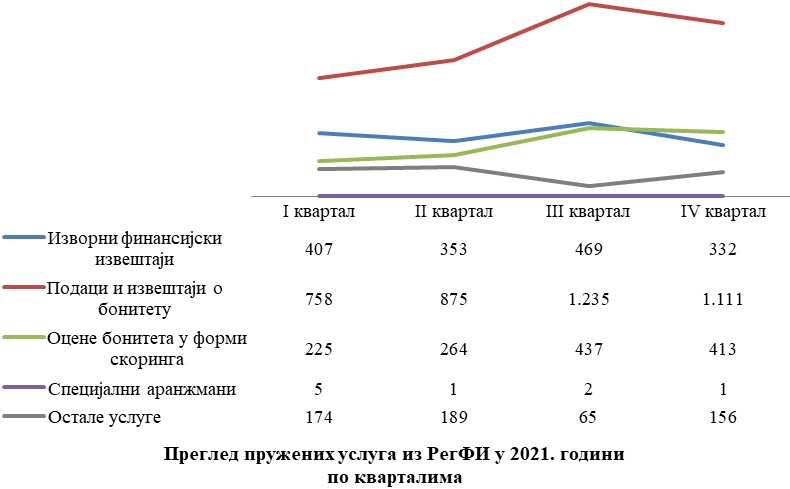 I квартал II квартал III квартал IV квартал
Изворни финансијски
извештаји 407 353 469 332
Подаци и извештаји о
бонитету 758 875 1.235 1.111
Оцене бонитета у форми
скоринга 225 264 437 413
Специјални аранжмани 5 1 2 1
Остале услуге 174 189 65 156
Преглед пружених услуга из РегФИ у 2021. години
по кварталима